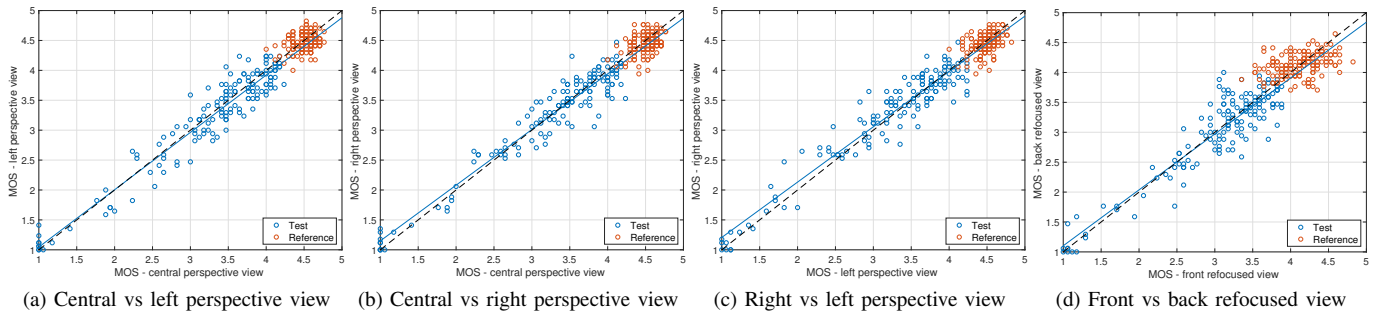 5
4.5
4
3.5
3
2.5
2
1.5
1
MOS - left perspective view
1 1.5 2 2.5 3 3.5 4 4.5 5
MOS - central perspective view
Test
Reference
(a) Central vs left perspective view
5
4.5
4
3.5
3
2.5
2
1.5
1
MOS - right perspective view
1 1.5 2 2.5 3 3.5 4 4.5 5
MOS - central perspective view
Test
Reference
(b) Central vs right perspective view
5
4.5
4
3.5
3
2.5
2
1.5
1
MOS - right perspective view
1 1.5 2 2.5 3 3.5 4 4.5 5
MOS - left perspective view
Test
Reference
(c) Right vs left perspective view
5
4.5
4
3.5
3
2.5
2
1.5
1
MOS - back refocused view
1 1.5 2 2.5 3 3.5 4 4.5 5
MOS - front refocused view
Test
Reference
(d) Front vs back refocused view